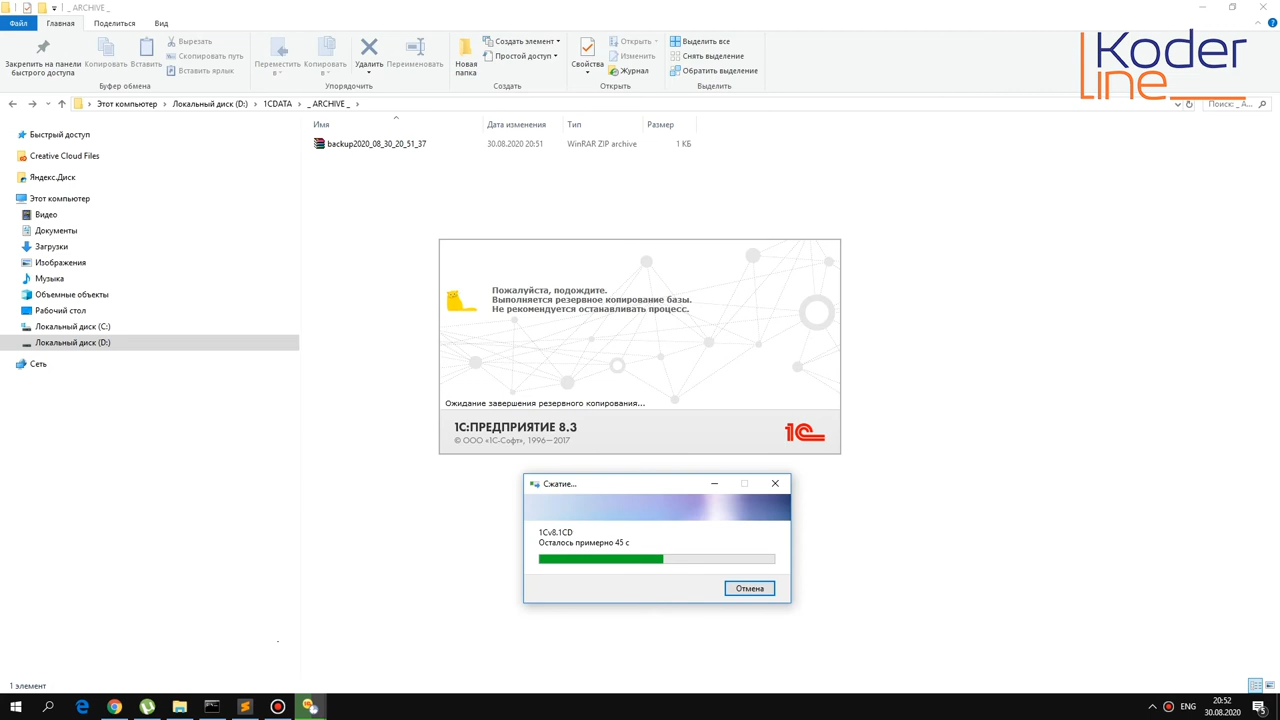 _ ARCHIVE _
Файл Главная Поделиться Вид
Закрепить на панели
быстрого доступа
Копировать Вставить
Вырезать
Скопировать путь
Вставить ярлык
Буфер обмена
Переместить
в
Копировать
в
Удалить Переименовать
Упорядочить
Новая
папка
Создать элемент
Простой доступ
Создать
Свойства
Открыть
Изменить
Журнал
Открыть
Выделить все
Снять выделение
Обратить выделение
Выделить
Koder
line
Этот компьютер Локальный диск (D:) 1CDATA _ ARCHIVE _
Поиск: _ A...
Имя Дата изменения Тип Размер
backup2020_08_30_20_51_37 30.08.2020 20:51 WinRAR ZIP archive 1 КБ
Быстрый доступ
Creative Cloud Files
Яндекс.Диск
Этот компьютер
Видео
Документы
Загрузки
Изображения
Музыка
Объемные объекты
Рабочий стол
Локальный диск (C:)
Локальный диск (D:)
Сеть
Пожалуйста, подождите.
Выполняется резервное копирование базы.
Не рекомендуется останавливать процесс.
Ожидание завершения резервного копирования...
1С:ПРЕДПРИЯТИЕ 8.3
© ООО «1С-Софт», 1996—2017
1С
Сжатие...
1Cv8.1CD
Осталось примерно 45 с
Отмена
1 элемент
ENG
20:52
30.08.2020
5